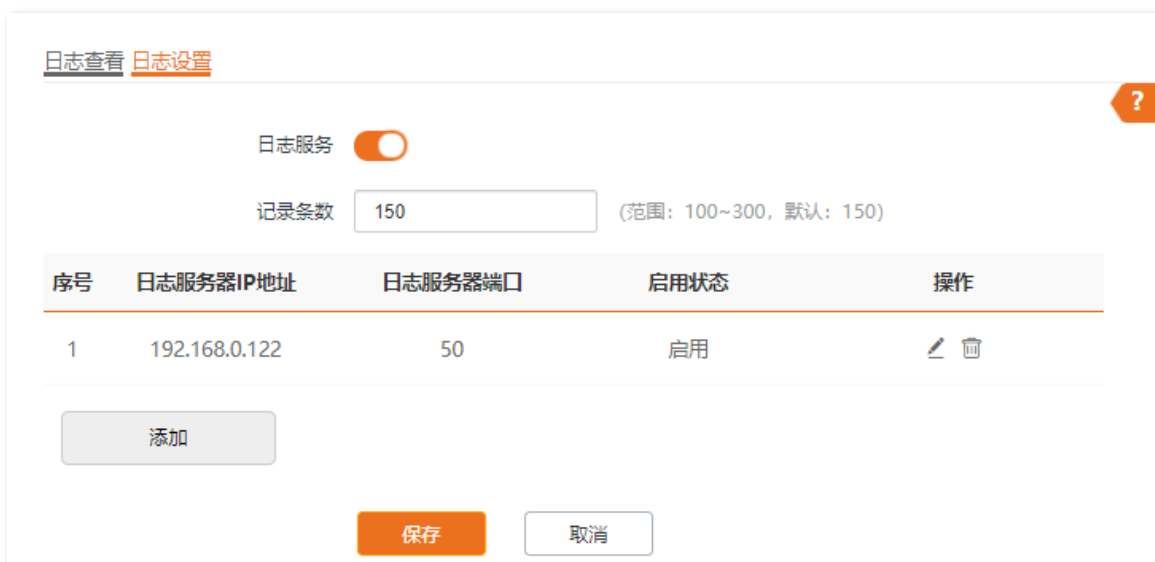 日志查看 日志设置
?
日志服务
记录条数 150 (范围：100~300，默认：150)
序号 日志服务器IP地址 日志服务器端口 启用状态 操作
1 192.168.0.122 50 启用
添加
保存 取消